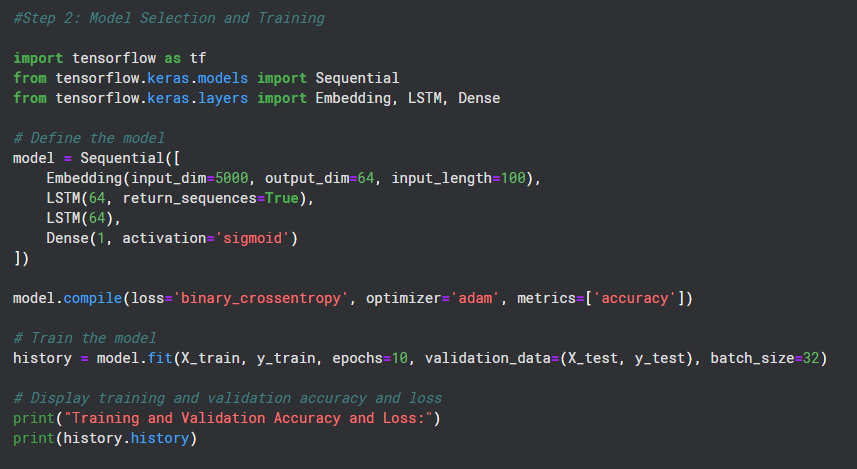 #Step 2: Model Selection and Training
import tensorflow as tf
from tensorflow.keras.models import Sequential
from tensorflow.keras.layers import Embedding, LSTM, Dense
# Define the model
model = Sequential([
    Embedding(input_dim=5000, output_dim=64, input_length=100),
    LSTM(64, return_sequences=True),
    LSTM(64),
    Dense(1, activation='sigmoid')
])
model.compile(loss='binary_crossentropy', optimizer='adam', metrics=['accuracy'])
# Train the model
history = model.fit(X_train, y_train, epochs=10, validation_data=(X_test, y_test), batch_size=32)
# Display training and validation accuracy and loss
print("Training and Validation Accuracy and Loss:")
print(history.history)